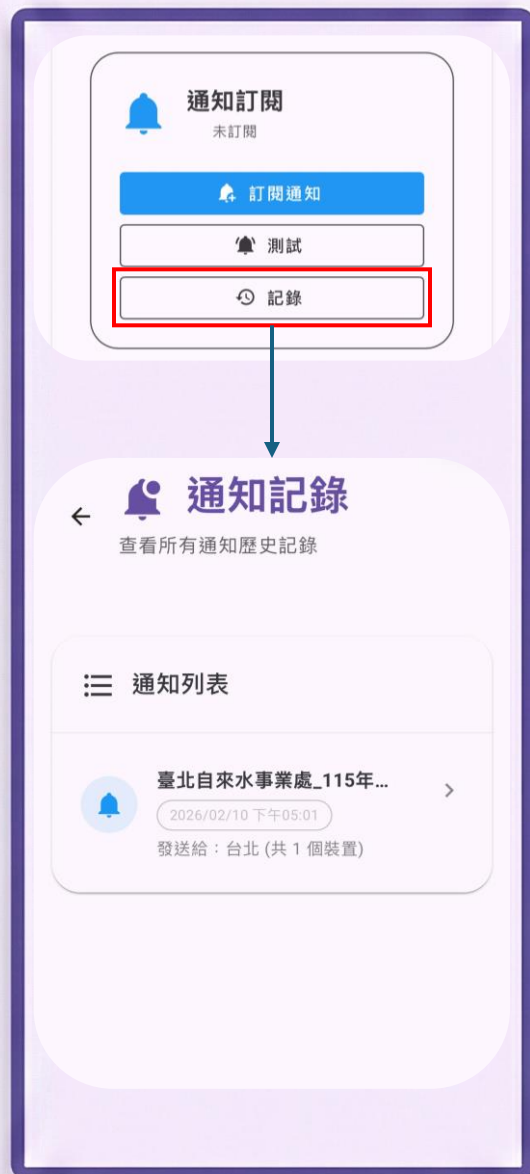 通知訂閱
未訂閱
訂閱通知
測試
記錄
通知記錄
查看所有通知歷史記錄
通知列表
臺北自來水事業處_115年...
2026/02/10 下午05:01
發送給：台北 (共 1 個裝置)